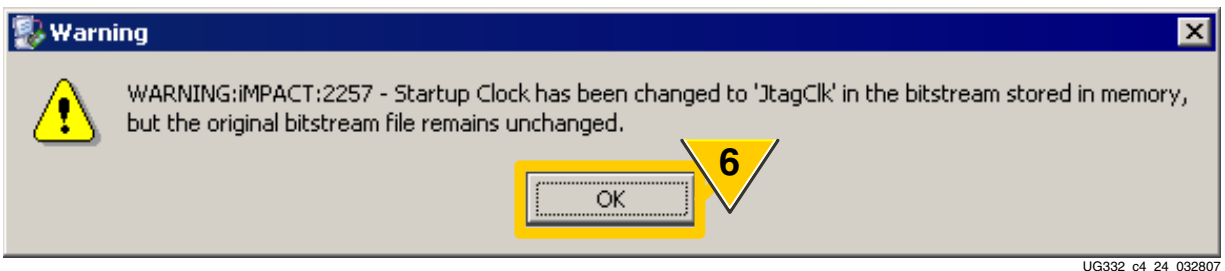 Warning
WARNING:iMPACT:2257 - Startup Clock has been changed to 'JtagClk' in the bitstream stored in memory,
but the original bitstream file remains unchanged.
6
OK
UG332_c4_24_032807